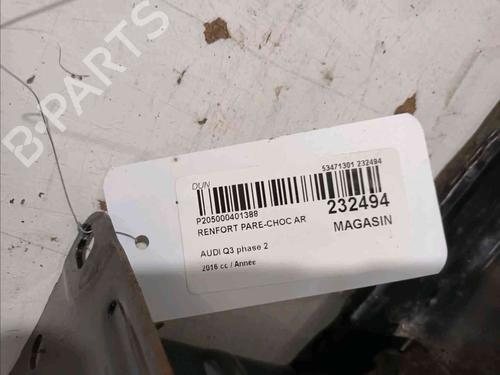 B-PARTS
DUN
53471301 232494
P205000401388
232494
RENFORT PARE-CHOC AR
MAGASIN
AUDI Q3 phase 2
2016 cc / Année